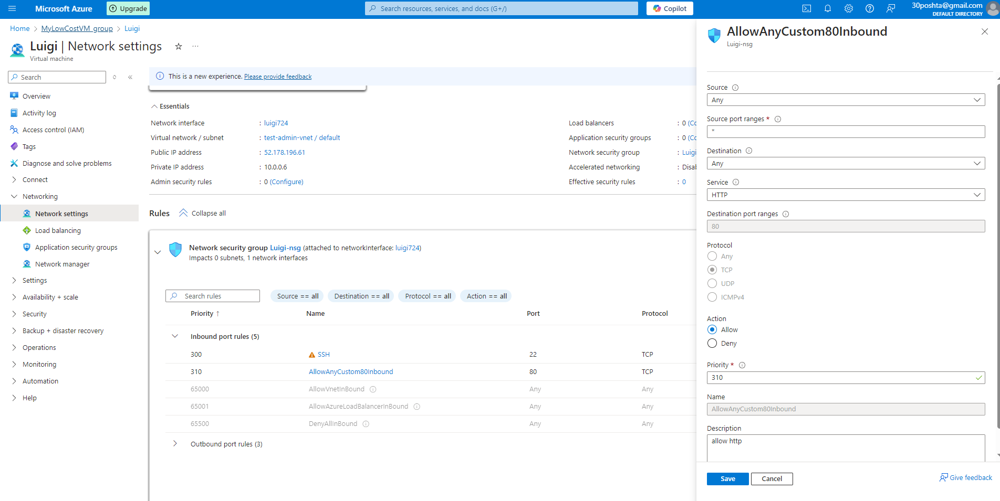 Microsoft Azure
Upgrade
Search resources, services, and docs (G+/)
Copilot
30poshta@gmail.com
DEFAULT DIRECTORY
Home > MyLowCostVM_group > Luigi
Luigi | Network settings
Virtual machine
Search
Overview
Activity log
Access control (IAM)
Tags
Diagnose and solve problems
Connect
Networking
Network settings
Load balancing
Application security groups
Network manager
Settings
Availability + scale
Security
Backup + disaster recovery
Operations
Monitoring
Automation
Help
This is a new experience. Please provide feedback
Essentials
Network interface : luigi724
Virtual network / subnet : test-admin-vnet / default
Public IP address : 52.178.196.61
Private IP address : 10.0.0.6
Admin security rules : 0 (Configure)
Load balancers : 0 (Co
Application security groups : 0 (Co
Network security group : Luigi
Accelerated networking : Disab
Effective security rules : 0
Rules Collapse all
Network security group Luigi-nsg (attached to networkInterface: luigi724)
Impacts 0 subnets, 1 network interfaces
Search rules Source == all Destination == all Protocol == all Action == all
Priority ↑ Name Port Protocol
Inbound port rules (5)
300 SSH 22 TCP
310 AllowAnyCustom80Inbound 80 TCP
65000 AllowVnetInBound Any Any
65001 AllowAzureLoadBalancerInBound Any Any
65500 DenyAllInBound Any Any
Outbound port rules (3)
AllowAnyCustom80Inbound
Luigi-nsg
Source
Any
Source port ranges *
*
Destination
Any
Service
HTTP
Destination port ranges
80
Protocol
Any
TCP
UDP
ICMPv4
Action
Allow
Deny
Priority *
310
Name
AllowAnyCustom80Inbound
Description
allow http
Save Cancel Give feedback